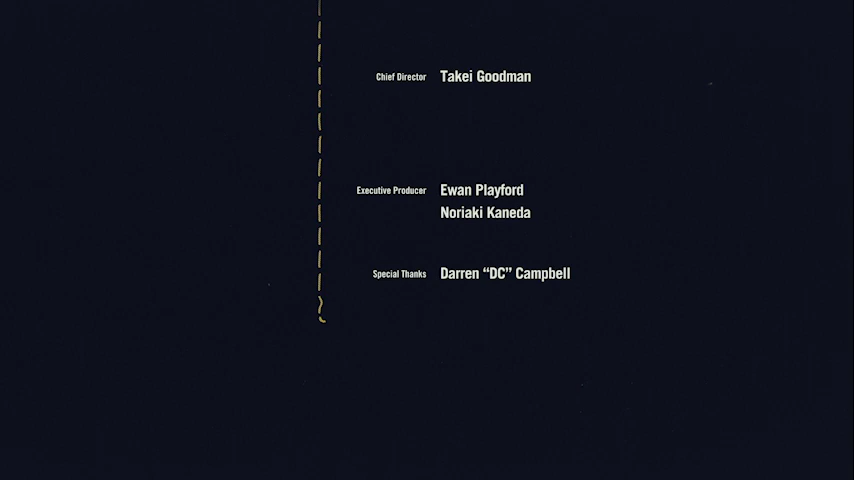 Chief Director Takei Goodman
Executive Producer Ewan Playford
Noriaki Kaneda
Special Thanks Darren “DC” Campbell